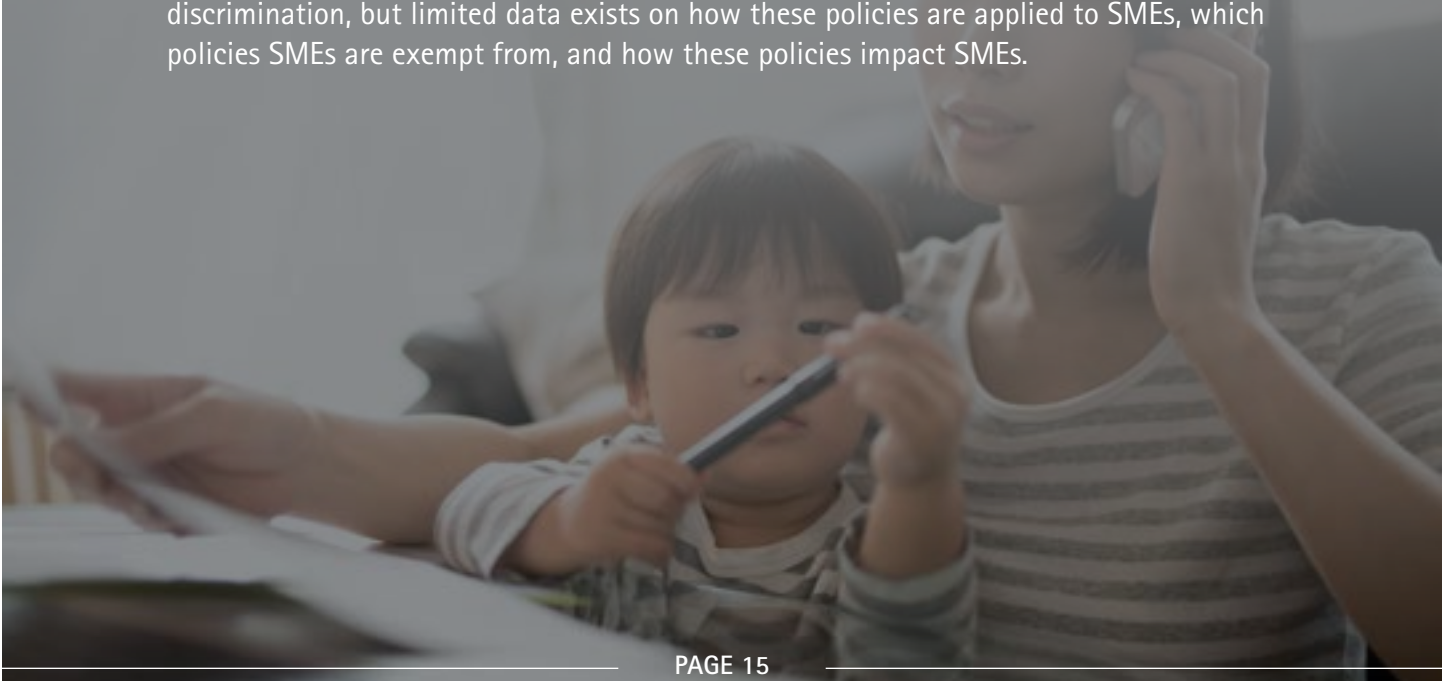 discrimination, but limited data exists on how these policies are applied to SMEs, which
policies SMEs are exempt from, and how these policies impact SMEs.
PAGE 15